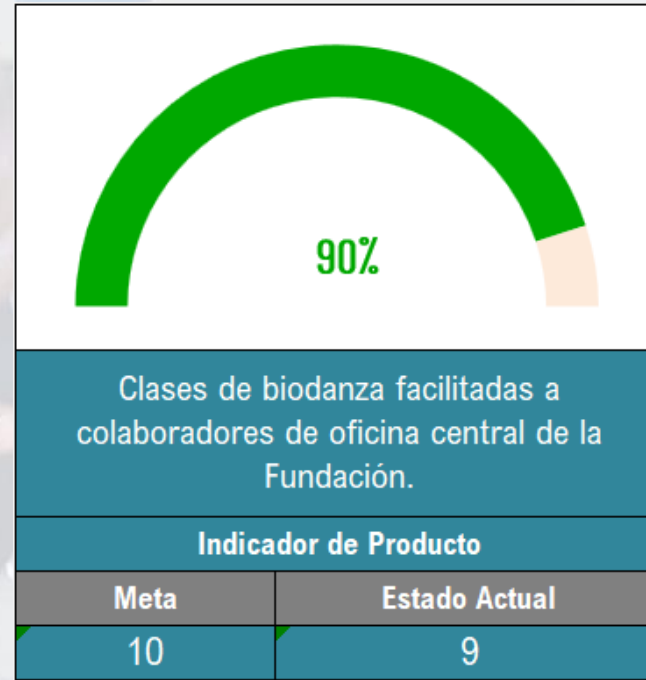 90%
Clases de biodanza facilitadas a
colaboradores de oficina central de la
Fundación.
Indicador de Producto
Meta Estado Actual
10 9